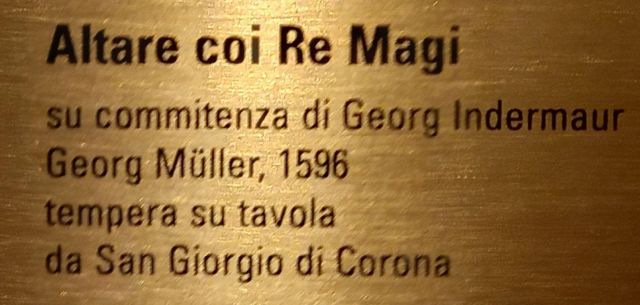 Altare coi Re Magi
su commitenza di Georg Indermaur
Georg Müller, 1596
tempera su tavola
da San Giorgio di Corona